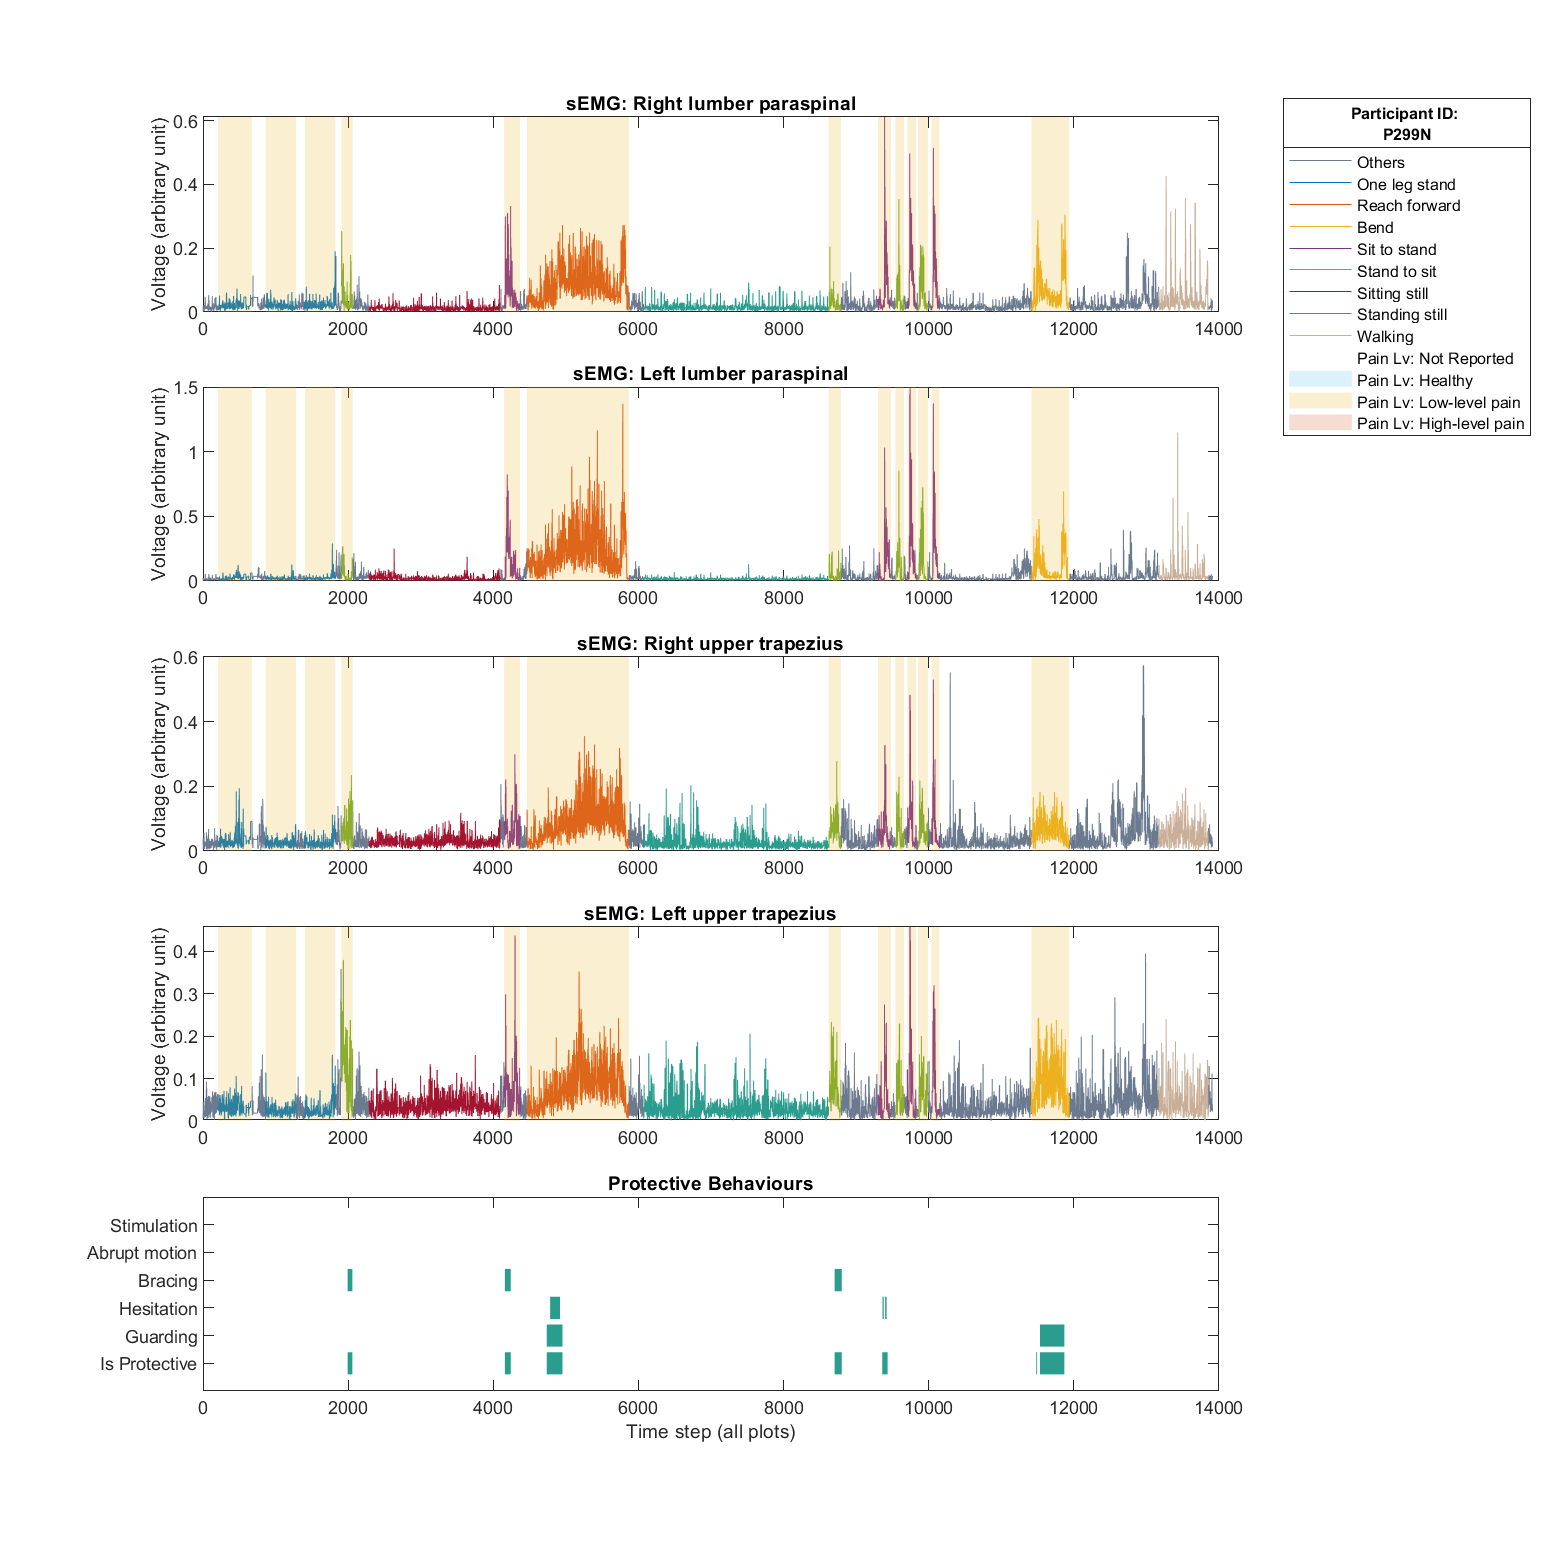 sEMG: Right lumber paraspinal
Voltage (arbitrary unit)
0.6
0.4
0.2
0
0 2000 4000 6000 8000 10000 12000 14000
sEMG: Left lumber paraspinal
Voltage (arbitrary unit)
1.5
1
0.5
0
0 2000 4000 6000 8000 10000 12000 14000
sEMG: Right upper trapezius
Voltage (arbitrary unit)
0.6
0.4
0.2
0
0 2000 4000 6000 8000 10000 12000 14000
sEMG: Left upper trapezius
Voltage (arbitrary unit)
0.4
0.3
0.2
0.1
0
0 2000 4000 6000 8000 10000 12000 14000
Protective Behaviours
Stimulation
Abrupt motion
Bracing
Hesitation
Guarding
Is Protective
0 2000 4000 6000 8000 10000 12000 14000
Time step (all plots)
Participant ID:
P299N
Others
One leg stand
Reach forward
Bend
Sit to stand
Stand to sit
Sitting still
Standing still
Walking
Pain Lv: Not Reported
Pain Lv: Healthy
Pain Lv: Low-level pain
Pain Lv: High-level pain